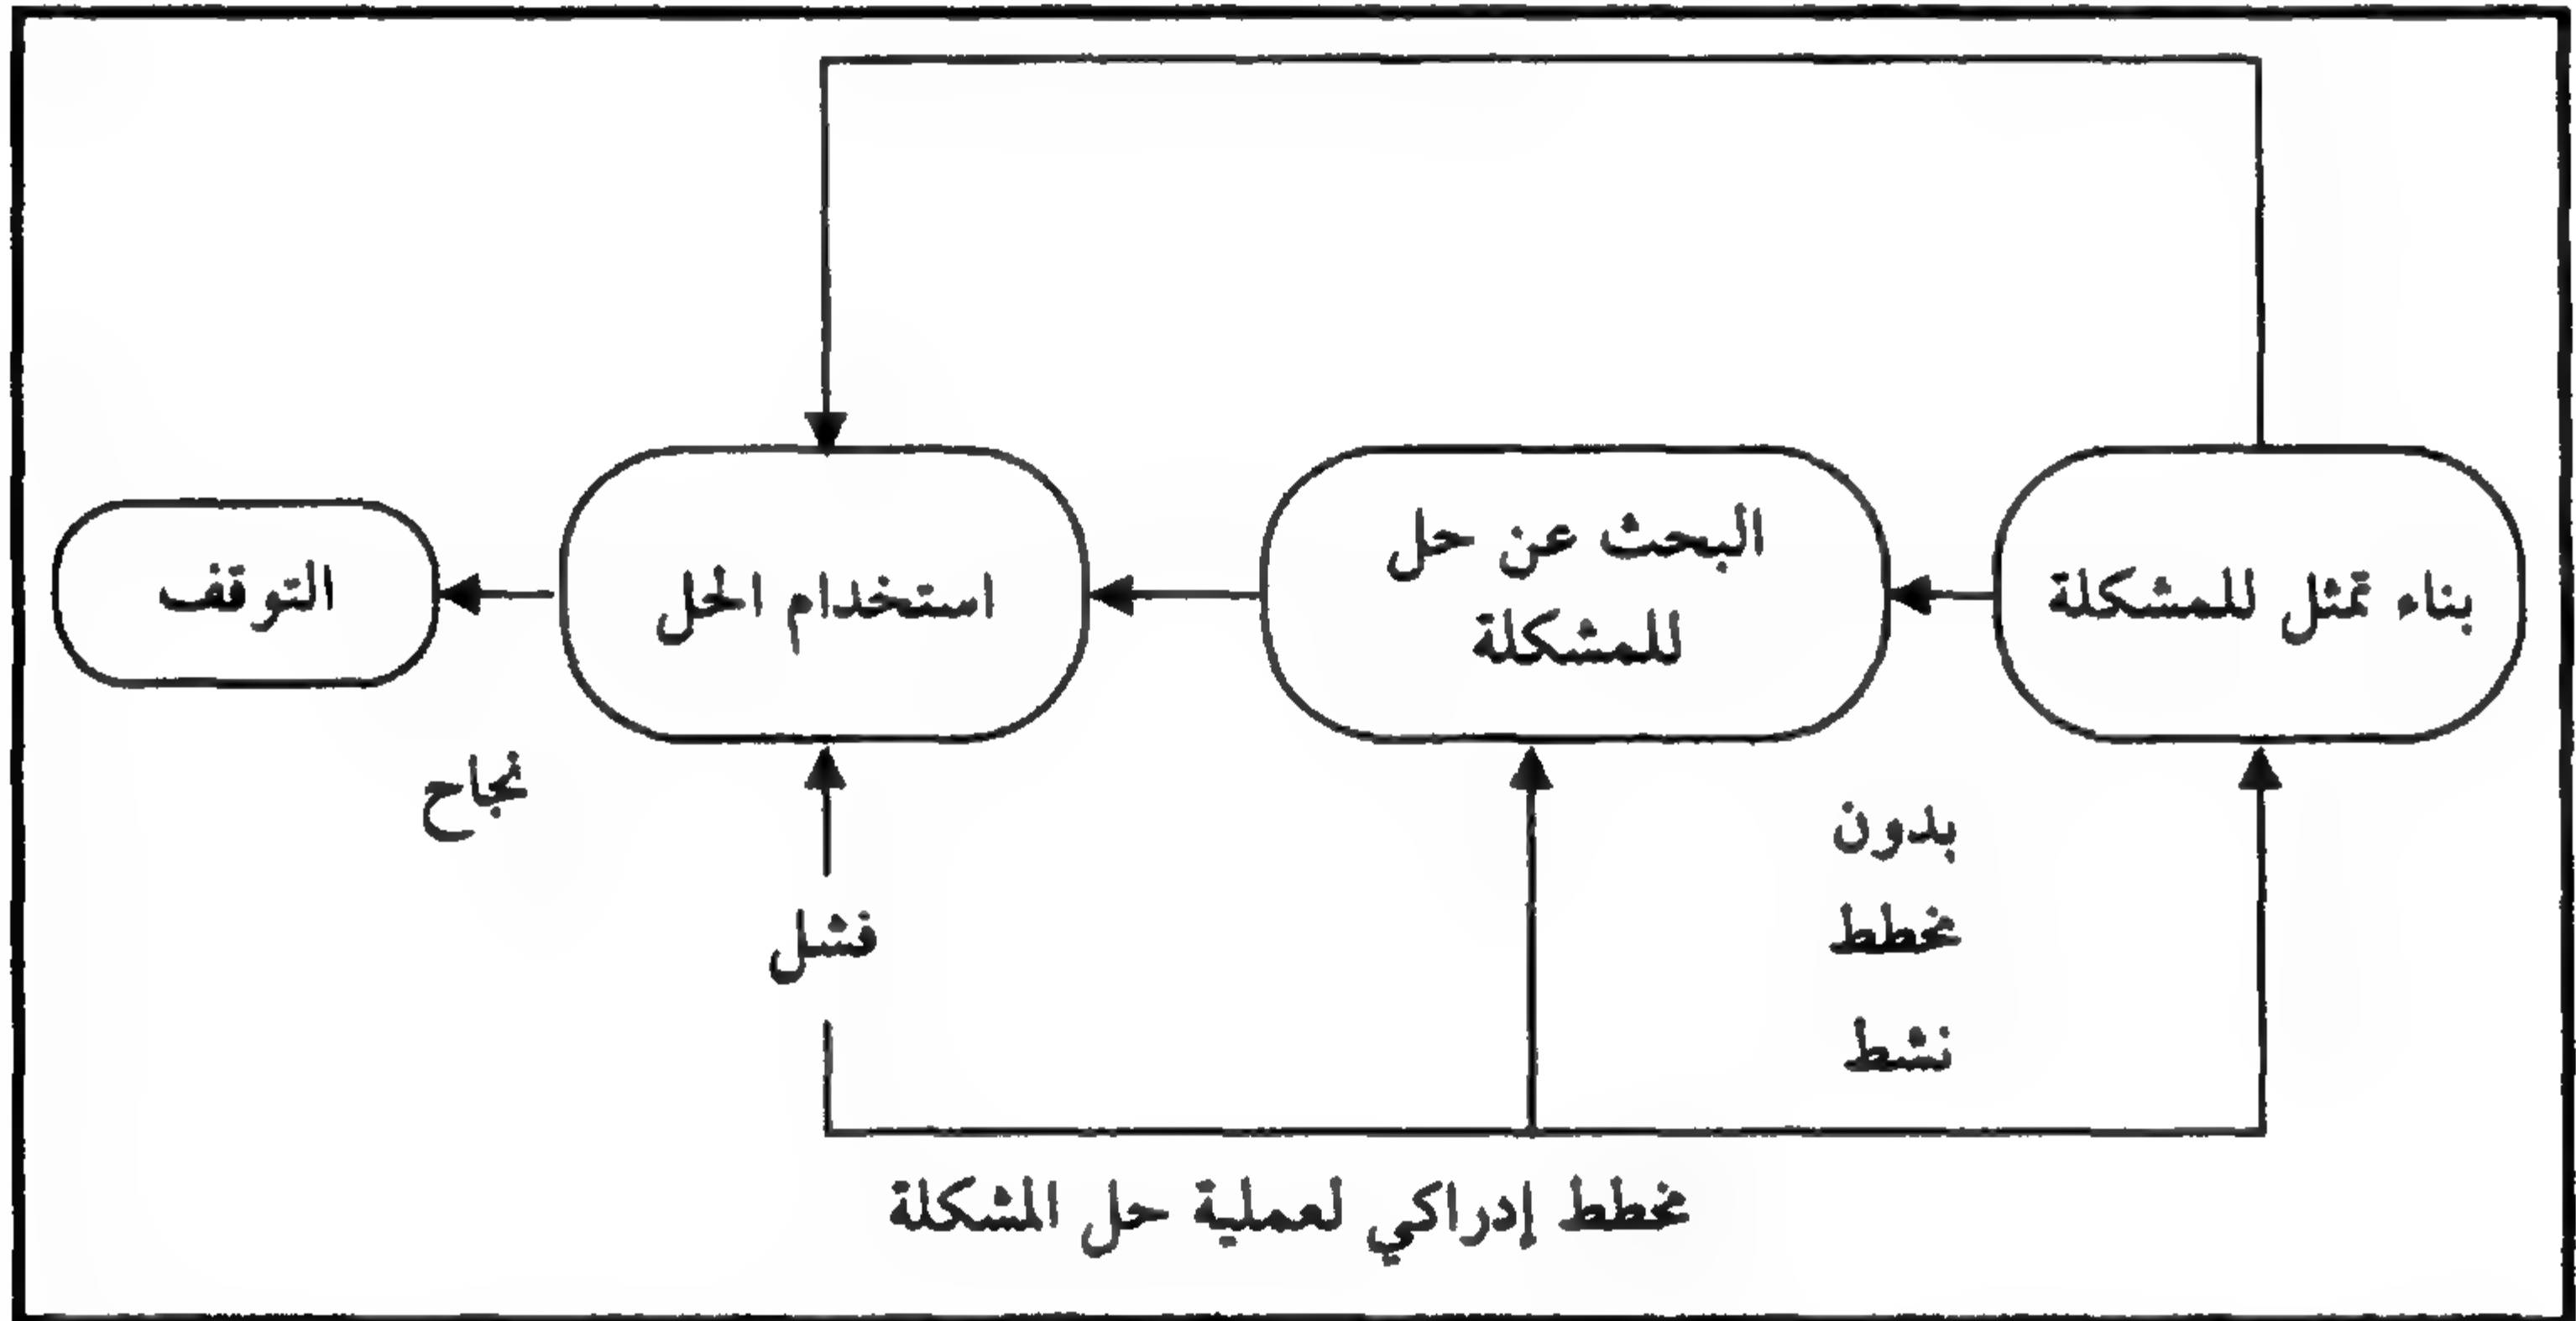 بناء تمثل للمشكلة
البحث عن حل
للمشكلة
استخدام الحل
التوقف
نجاح
فشل
بدون
مخطط
نشط
مخطط إدراكي لعملية حل المشكلة